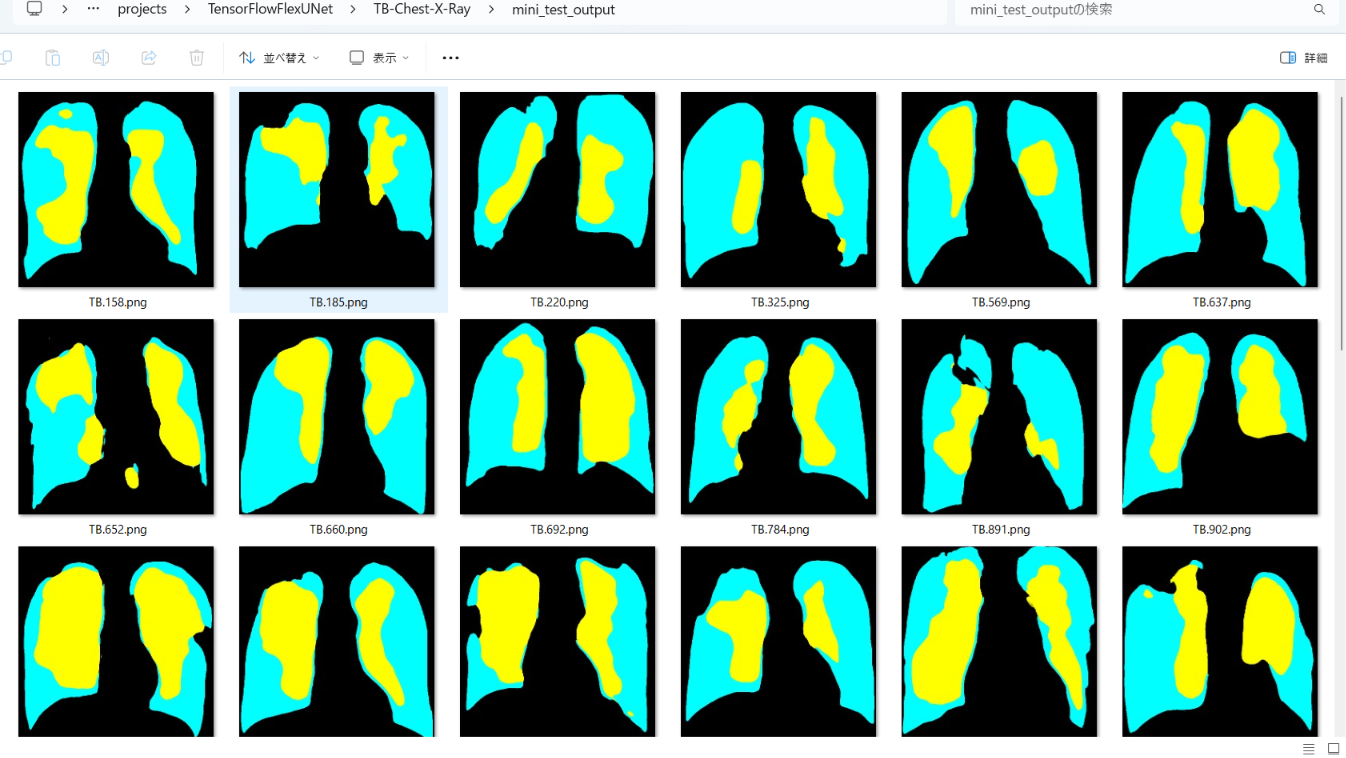 ··· projects > TensorFlowFlexUNet > TB-Chest-X-Ray > mini_test_output
mini_test_outputの検索
並べ替え 表示 ··· 詳細
TB.158.png TB.185.png TB.220.png TB.325.png TB.569.png TB.637.png
TB.652.png TB.660.png TB.692.png TB.784.png TB.891.png TB.902.png